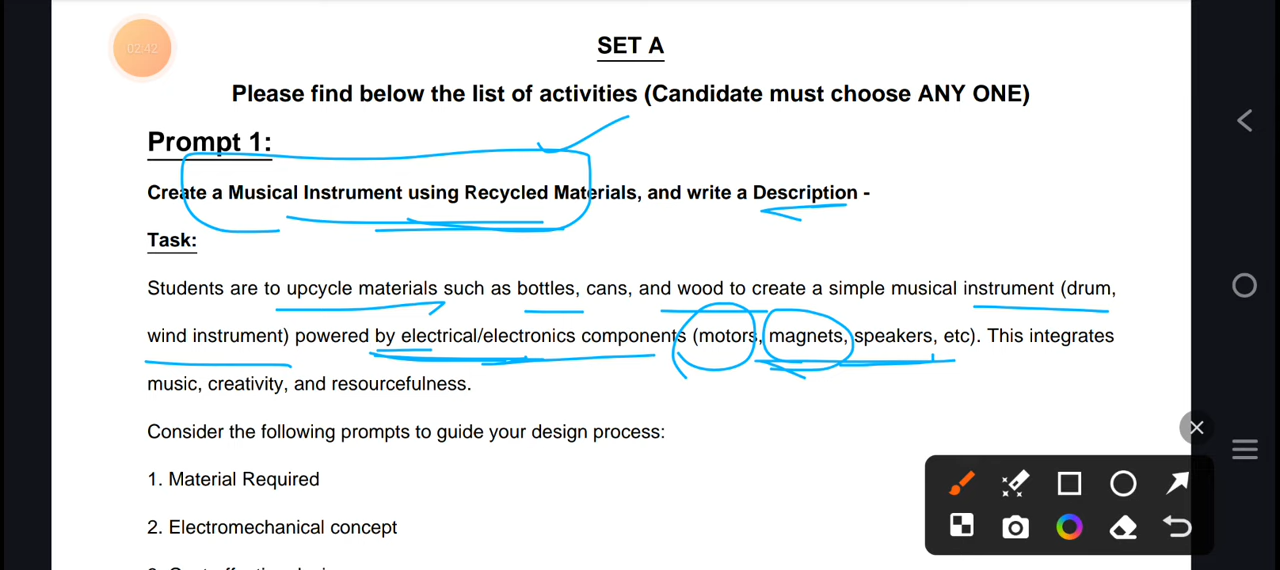 02:42
SET A
Please find below the list of activities (Candidate must choose ANY ONE)
Prompt 1:
Create a Musical Instrument using Recycled Materials, and write a Description -
Task:
Students are to upcycle materials such as bottles, cans, and wood to create a simple musical instrument (drum,
wind instrument) powered by electrical/electronics components (motors, magnets, speakers, etc). This integrates
music, creativity, and resourcefulness.
Consider the following prompts to guide your design process:
1. Material Required
2. Electromechanical concept